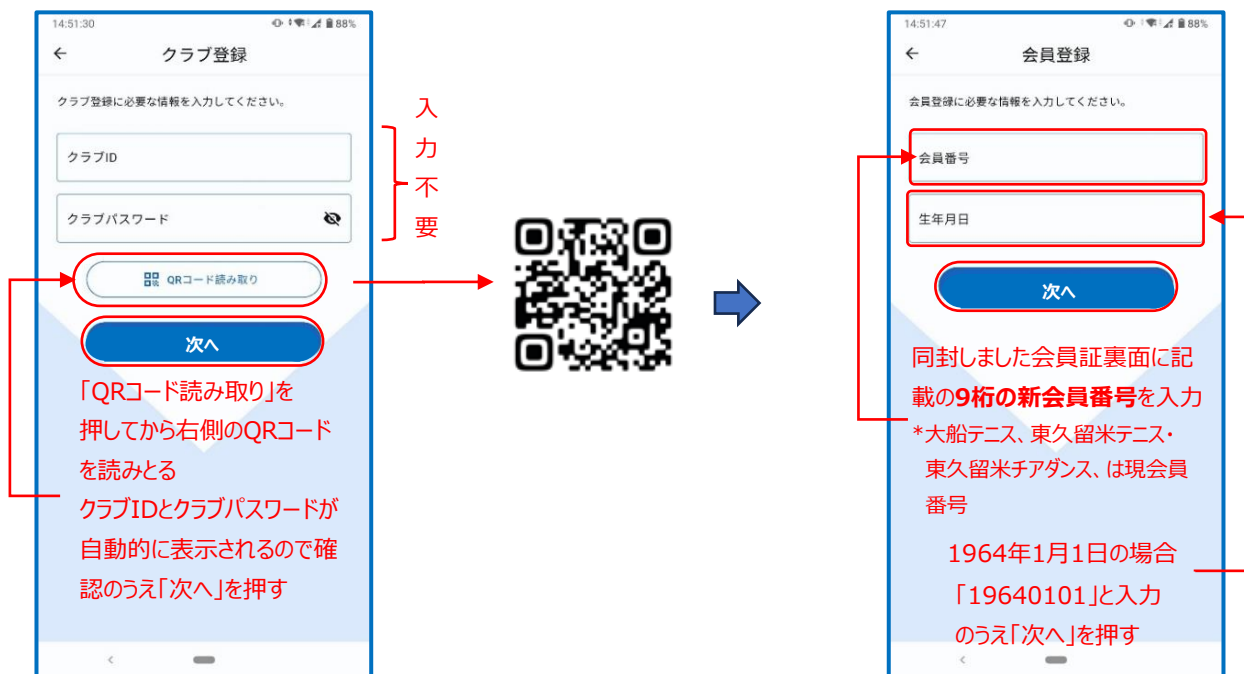 14:51:30
88%
クラブ登録
クラブ登録に必要な情報を入力してください。
クラブID
クラブパスワード
QRコード読み取り
次へ
「QRコード読み取り」を
押してから右側のQRコード
を読みとる
クラブIDとクラブパスワードが
自動的に表示されるので確
認のうえ「次へ」を押す
入
力
不
要
14:51:47
88%
会員登録
会員登録に必要な情報を入力してください。
会員番号
生年月日
次へ
同封しました会員証裏面に記
載の9桁の新会員番号を入力
*大船テニス、東久留米テニス・
東久留米チアダンス、は現会員
番号
1964年1月1日の場合
「19640101」と入力
のうえ「次へ」を押す